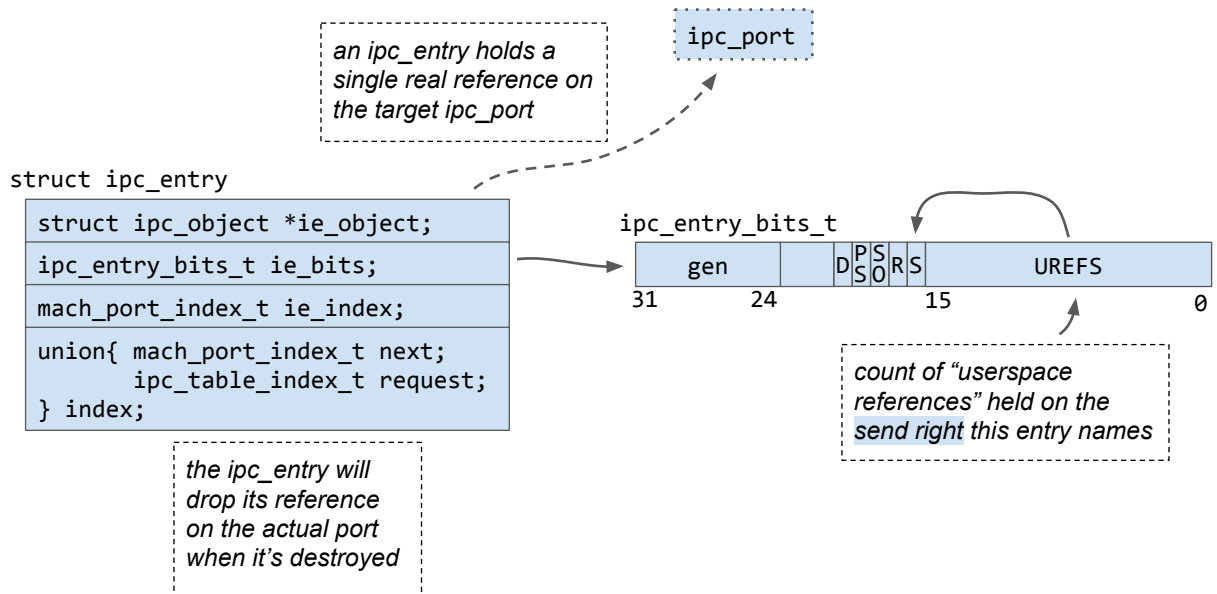 an ipc_entry holds a
single real reference on
the target ipc_port
ipc_port
struct ipc_entry
struct ipc_object *ie_object;
ipc_entry_bits_t ie_bits;
mach_port_index_t ie_index;
union{ mach_port_index_t next;
ipc_table_index_t request;
} index;
the ipc_entry will
drop its reference
on the actual port
when it's destroyed
ipc_entry_bits_t
gen D PS SO R S UREFS
31 24 15 0
count of “userspace
references” held on the
send right this entry names